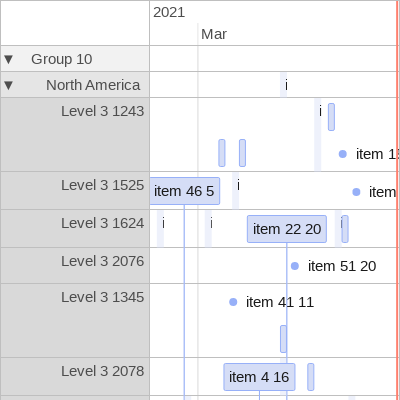 2021
Mar
▼ Group 10
▼ North America i
Level 3 1243 i
item 1
Level 3 1525 item 46 5 i
item
Level 3 1624 i i item 22 20 i
Level 3 2076 item 51 20
Level 3 1345 item 41 11
Level 3 2078 item 4 16